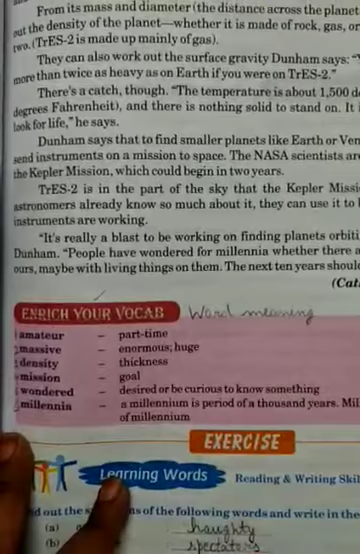 From its mass and diameter (the distance across the planet
out the density of the planet—whether it is made of rock, gas, or
two. (TrES-2 is made up mainly of gas).
They can also work out the surface gravity Dunham says:
more than twice as heavy as on Earth if you were on TrES-2."
There's a catch, though. "The temperature is about 1,500 d
degrees Fahrenheit), and there is nothing solid to stand on. It i
look for life," he says.
Dunham says that to find smaller planets like Earth or Ven
send instruments on a mission to space. The NASA scientists ar
the Kepler Mission, which could begin in two years.
TrES-2 is in the part of the sky that the Kepler Missi
astronomers already know so much about it, they can use it to
instruments are working.
"It's really a blast to be working on finding planets orbiti
Dunham. "People have wondered for millennia whether there a
ours, maybe with living things on them. The next ten years shoul
(Cat
ENRICH YOUR VOCAB Word meaning
amateur – part-time
massive – enormous; huge
density – thickness
mission – goal
wondered – desired or be curious to know something
millennia – a millennium is period of a thousand years. Mil
of millennium
EXERCISE
Learning Words Reading & Writing Skil
d out the s ns of the following words and write in the
(a) haughty
(b) spectators